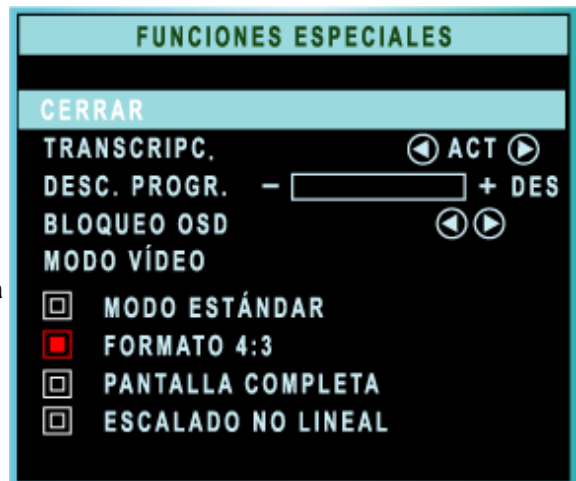 FUNCIONES ESPECIALES
CERRAR
TRANSCRIPC. ACT
DESC. PROGR. − + DES
BLOQUEO OSD
MODO VÍDEO
MODO ESTÁNDAR
FORMATO 4:3
PANTALLA COMPLETA
ESCALADO NO LINEAL